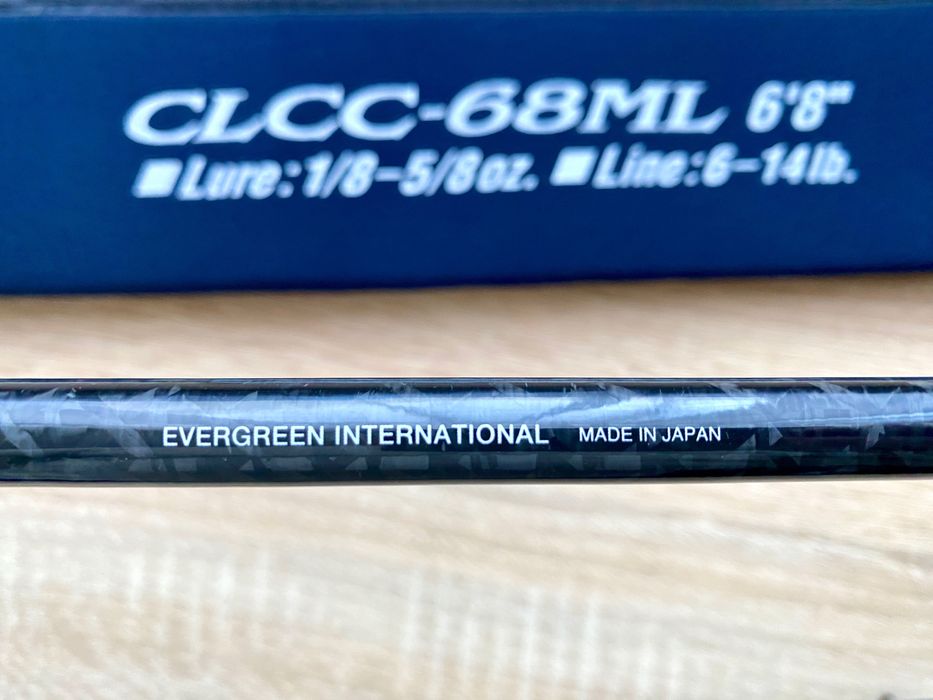 CLCC-68ML 6'8"
■Lure:1/8-5/8oz. ■Line:6-14lb.
EVERGREEN INTERNATIONAL MADE IN JAPAN